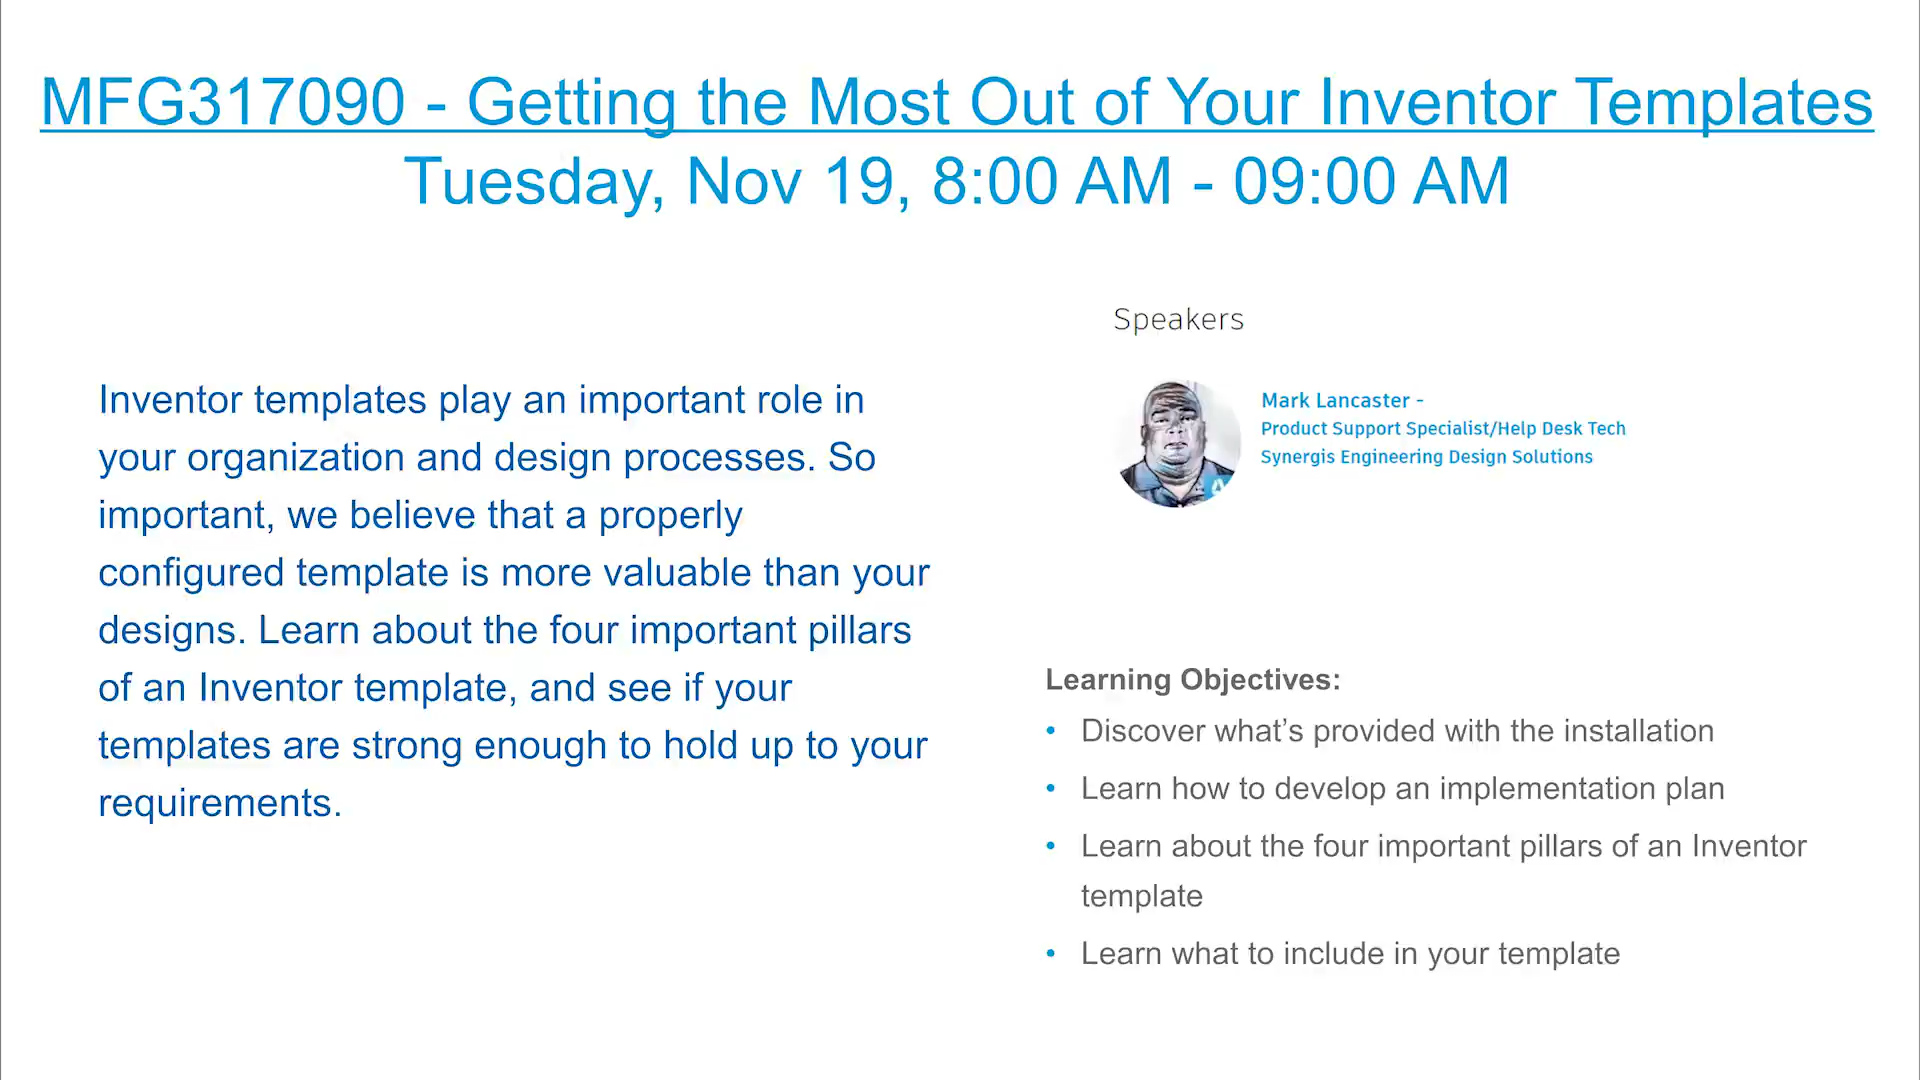 MFG317090 - Getting the Most Out of Your Inventor Templates
Tuesday, Nov 19, 8:00 AM - 09:00 AM
Inventor templates play an important role in
your organization and design processes. So
important, we believe that a properly
configured template is more valuable than your
designs. Learn about the four important pillars
of an Inventor template, and see if your
templates are strong enough to hold up to your
requirements.
Speakers
Mark Lancaster -
Product Support Specialist/Help Desk Tech
Synergis Engineering Design Solutions
Learning Objectives:
• Discover what’s provided with the installation
• Learn how to develop an implementation plan
• Learn about the four important pillars of an Inventor
template
• Learn what to include in your template